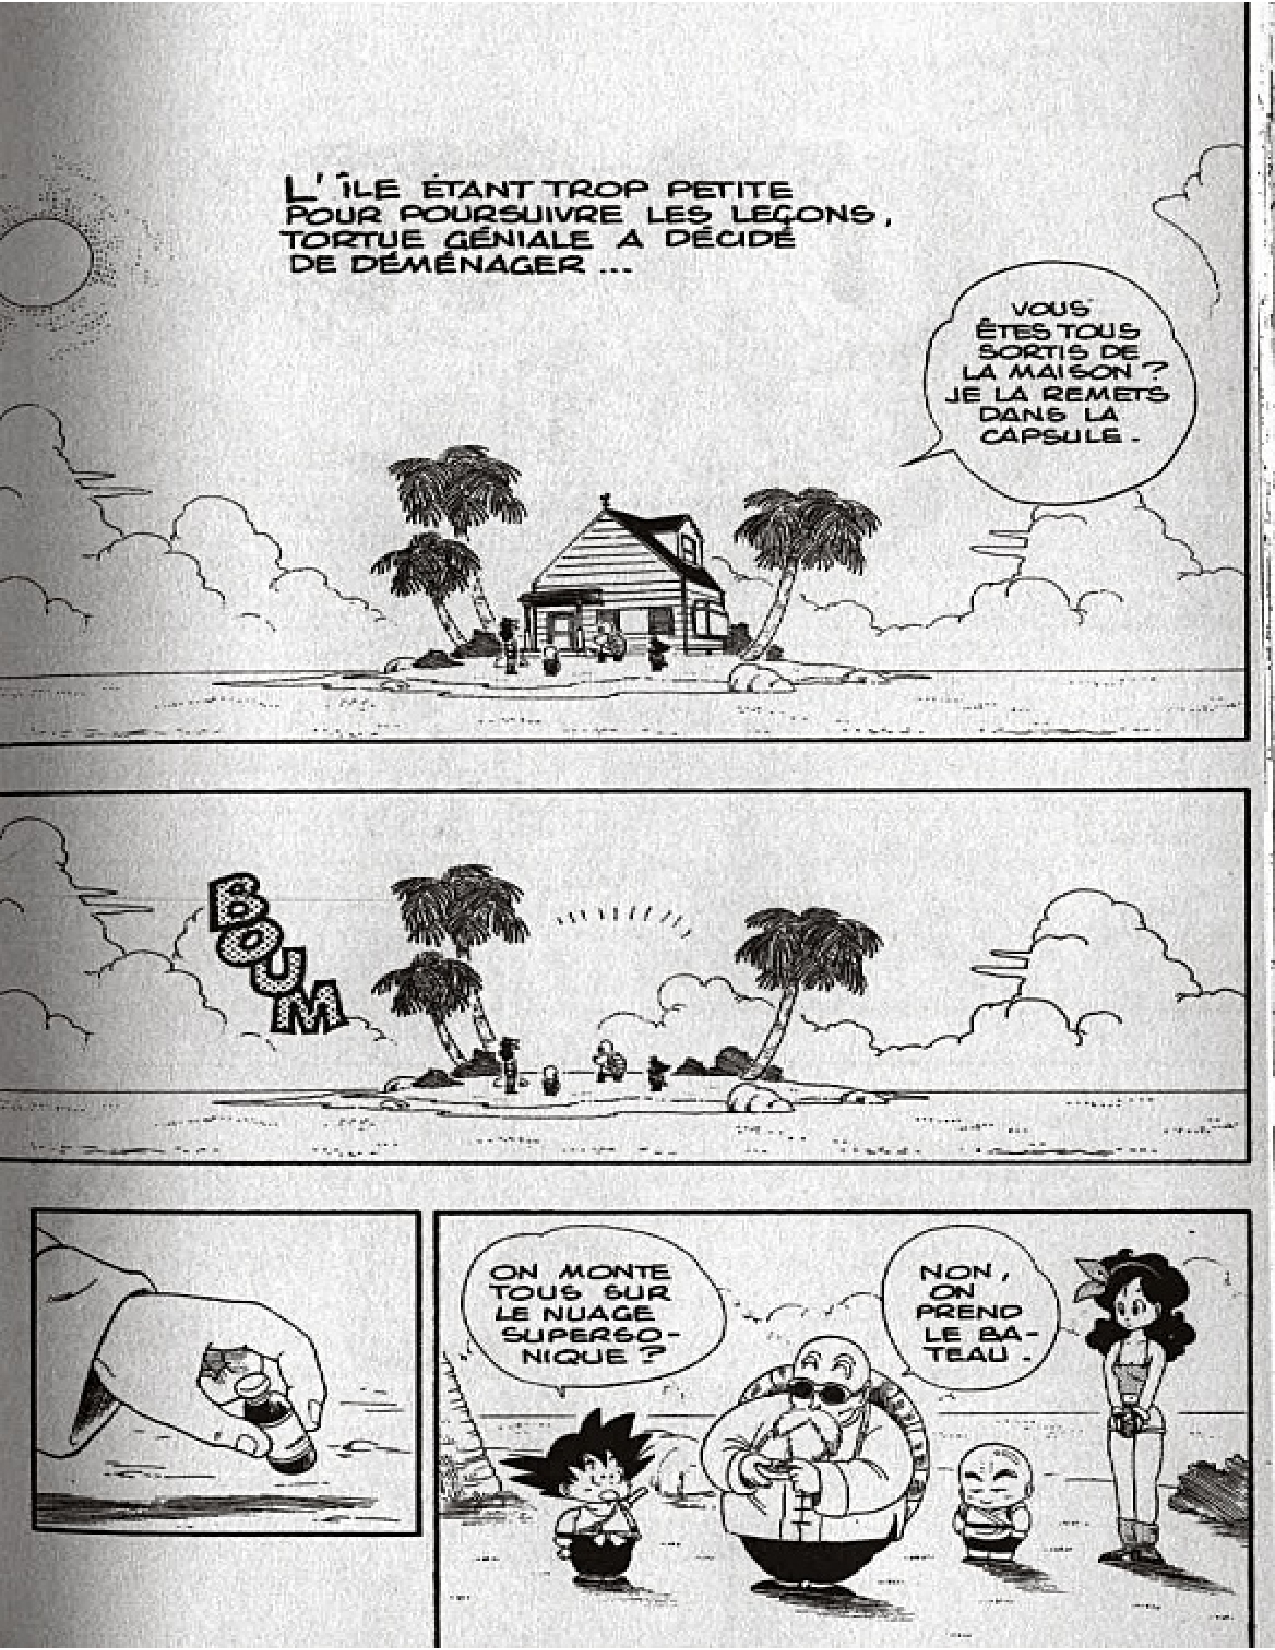 L'ÎLE ÉTANT TROP PETITE
POUR POURSUIVRE LES LEÇONS,
TORTUE GÉNIALE A DÉCIDÉ
DE DÉMÉNAGER...
VOUS
ÊTES TOUS
SORTIS DE
LA MAISON ?
JE LA REMETS
DANS LA
CAPSULE.
BOUM
ON MONTE
TOUS SUR
LE NUAGE
SUPERSO-
NIQUE ?
NON,
ON
PREND
LE BA-
TEAU.